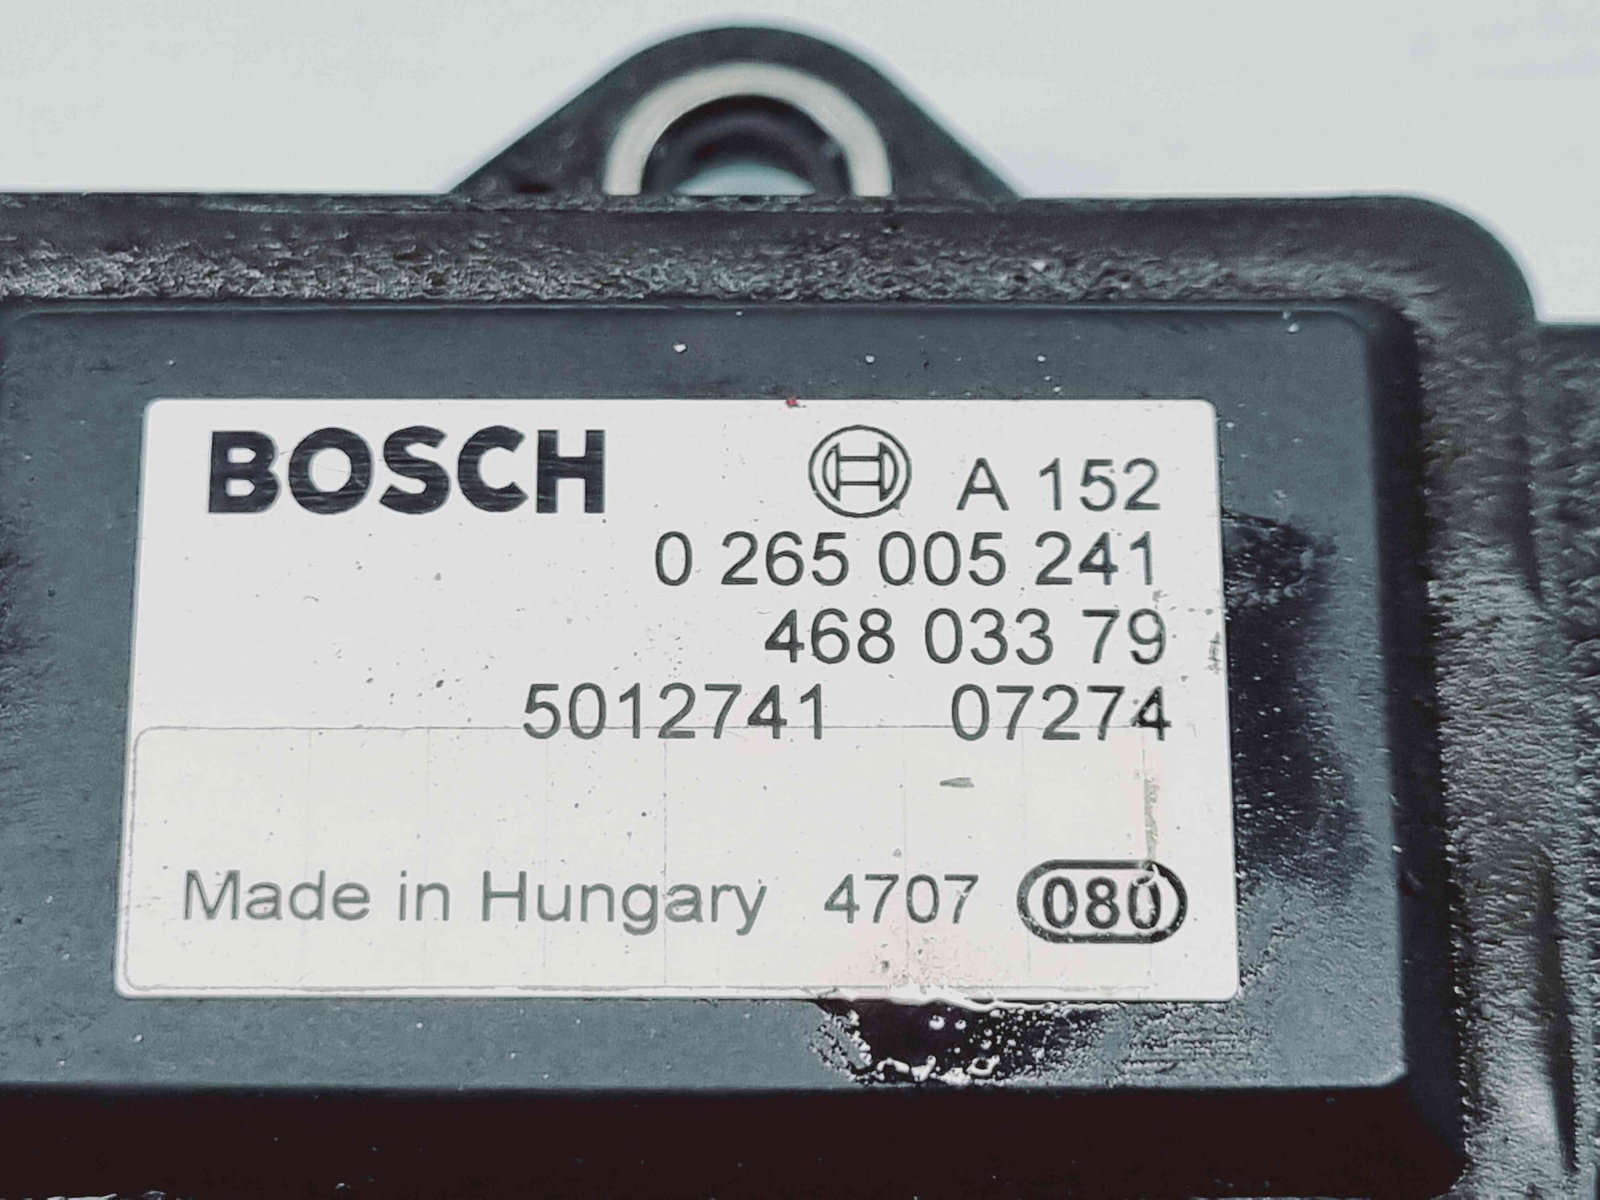 BOSCH A 152
0 265 005 241
468 033 79
5012741 07274
Made in Hungary 4707 080